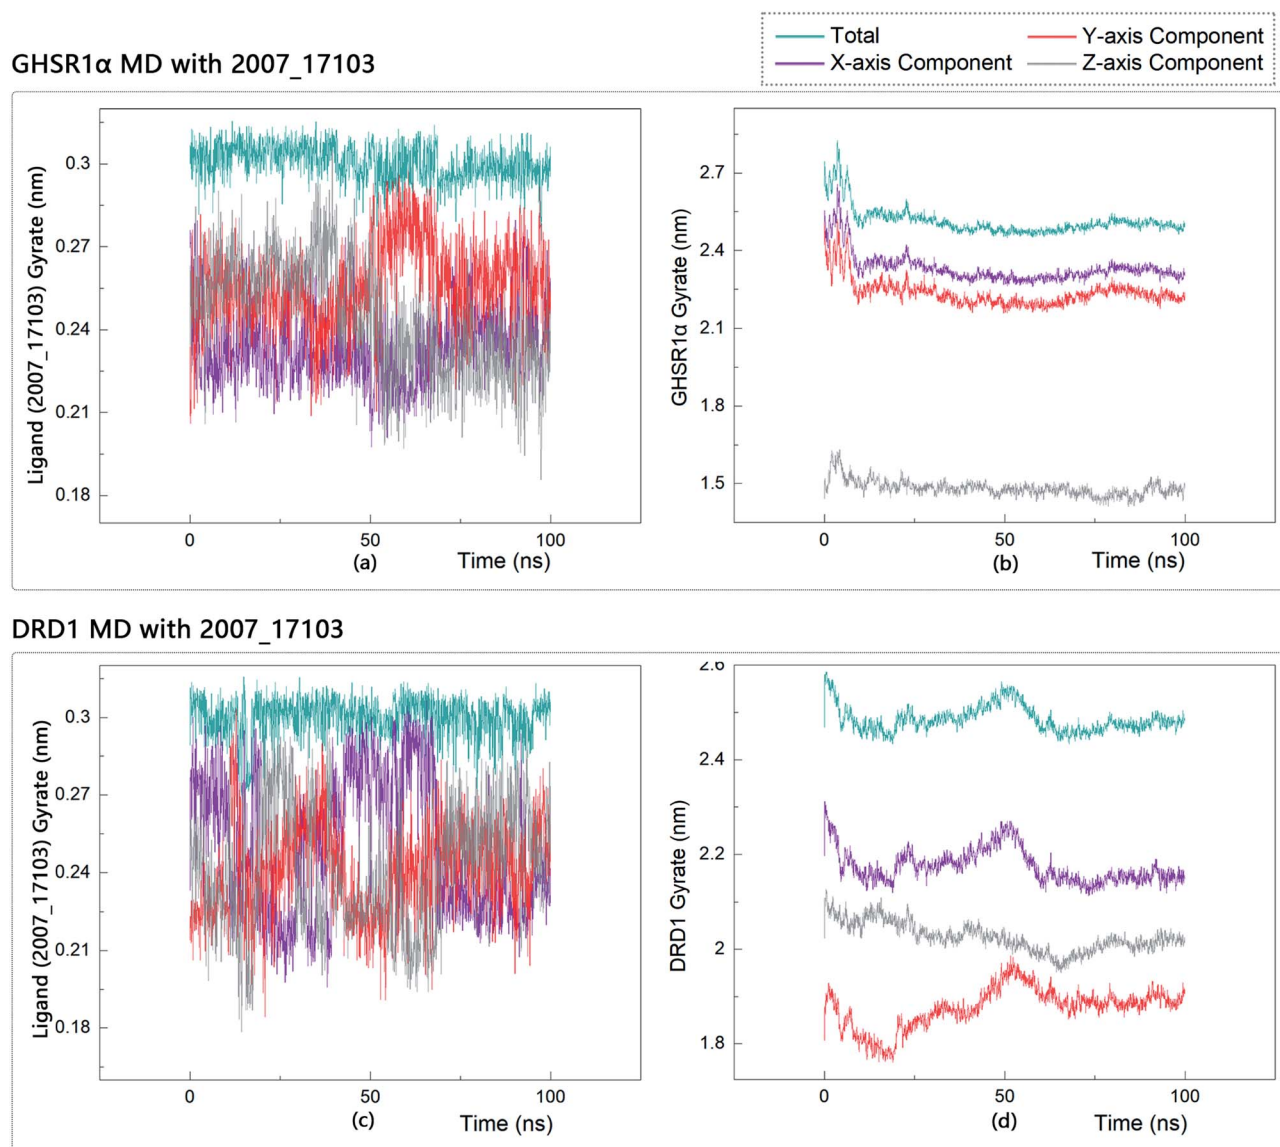 Total
Y-axis Component
X-axis Component
Z-axis Component
GHSR1α MD with 2007_17103
Ligand (2007_17103) Gyrate (nm)
0.3
0.27
0.24
0.21
0.18
0
50
100
(a)
Time (ns)
GHSR1α Gyrate (nm)
2.7
2.4
2.1
1.8
1.5
0
50
100
(b)
Time (ns)
DRD1 MD with 2007_17103
Ligand (2007_17103) Gyrate (nm)
0.3
0.27
0.24
0.21
0.18
0
50
100
(c)
Time (ns)
DRD1 Gyrate (nm)
2.6
2.4
2.2
2
1.8
0
50
100
(d)
Time (ns)